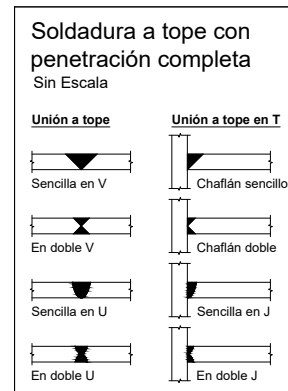 Soldadura a tope con
penetración completa
Sin Escala
Unión a tope
Unión a tope en T
Sencilla en V
Chaflán sencillo
En doble V
Chaflán doble
Sencilla en U
Sencilla en J
En doble U
En doble J